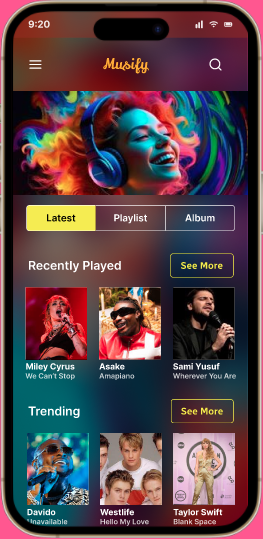 9:20
Musify
Latest
Playlist
Album
Recently Played
See More
Miley Cyrus
We Can't Stop
Asake
Amapiano
Sami Yusuf
Wherever You Are
Trending
See More
Davido
Unavailable
Westlife
Hello My Love
Taylor Swift
Blank Space